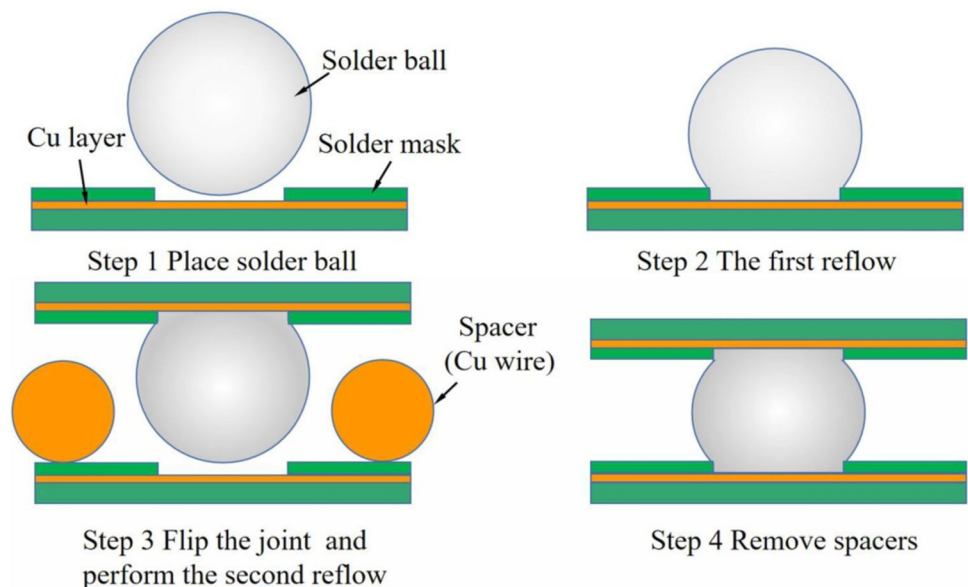 Solder ball
Cu layer
Solder mask
Step 1 Place solder ball
Step 2 The first reflow
Spacer
(Cu wire)
Step 3 Flip the joint and
perform the second reflow
Step 4 Remove spacers